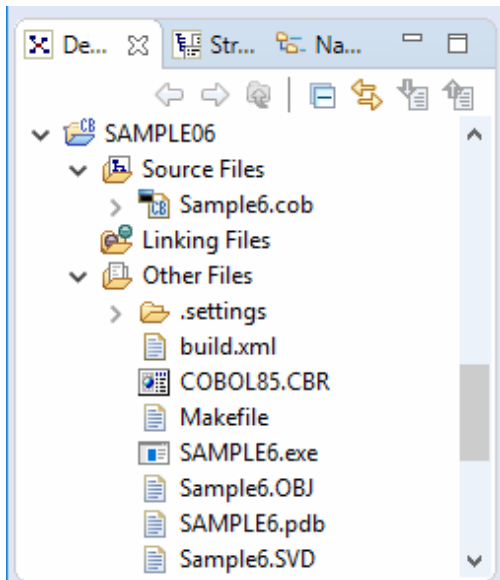 De... Str... Na...
SAMPLE06
Source Files
Sample6.cob
Linking Files
Other Files
.settings
build.xml
COBOL85.CBR
Makefile
SAMPLE6.exe
Sample6.OBJ
SAMPLE6.pdb
Sample6.SVD